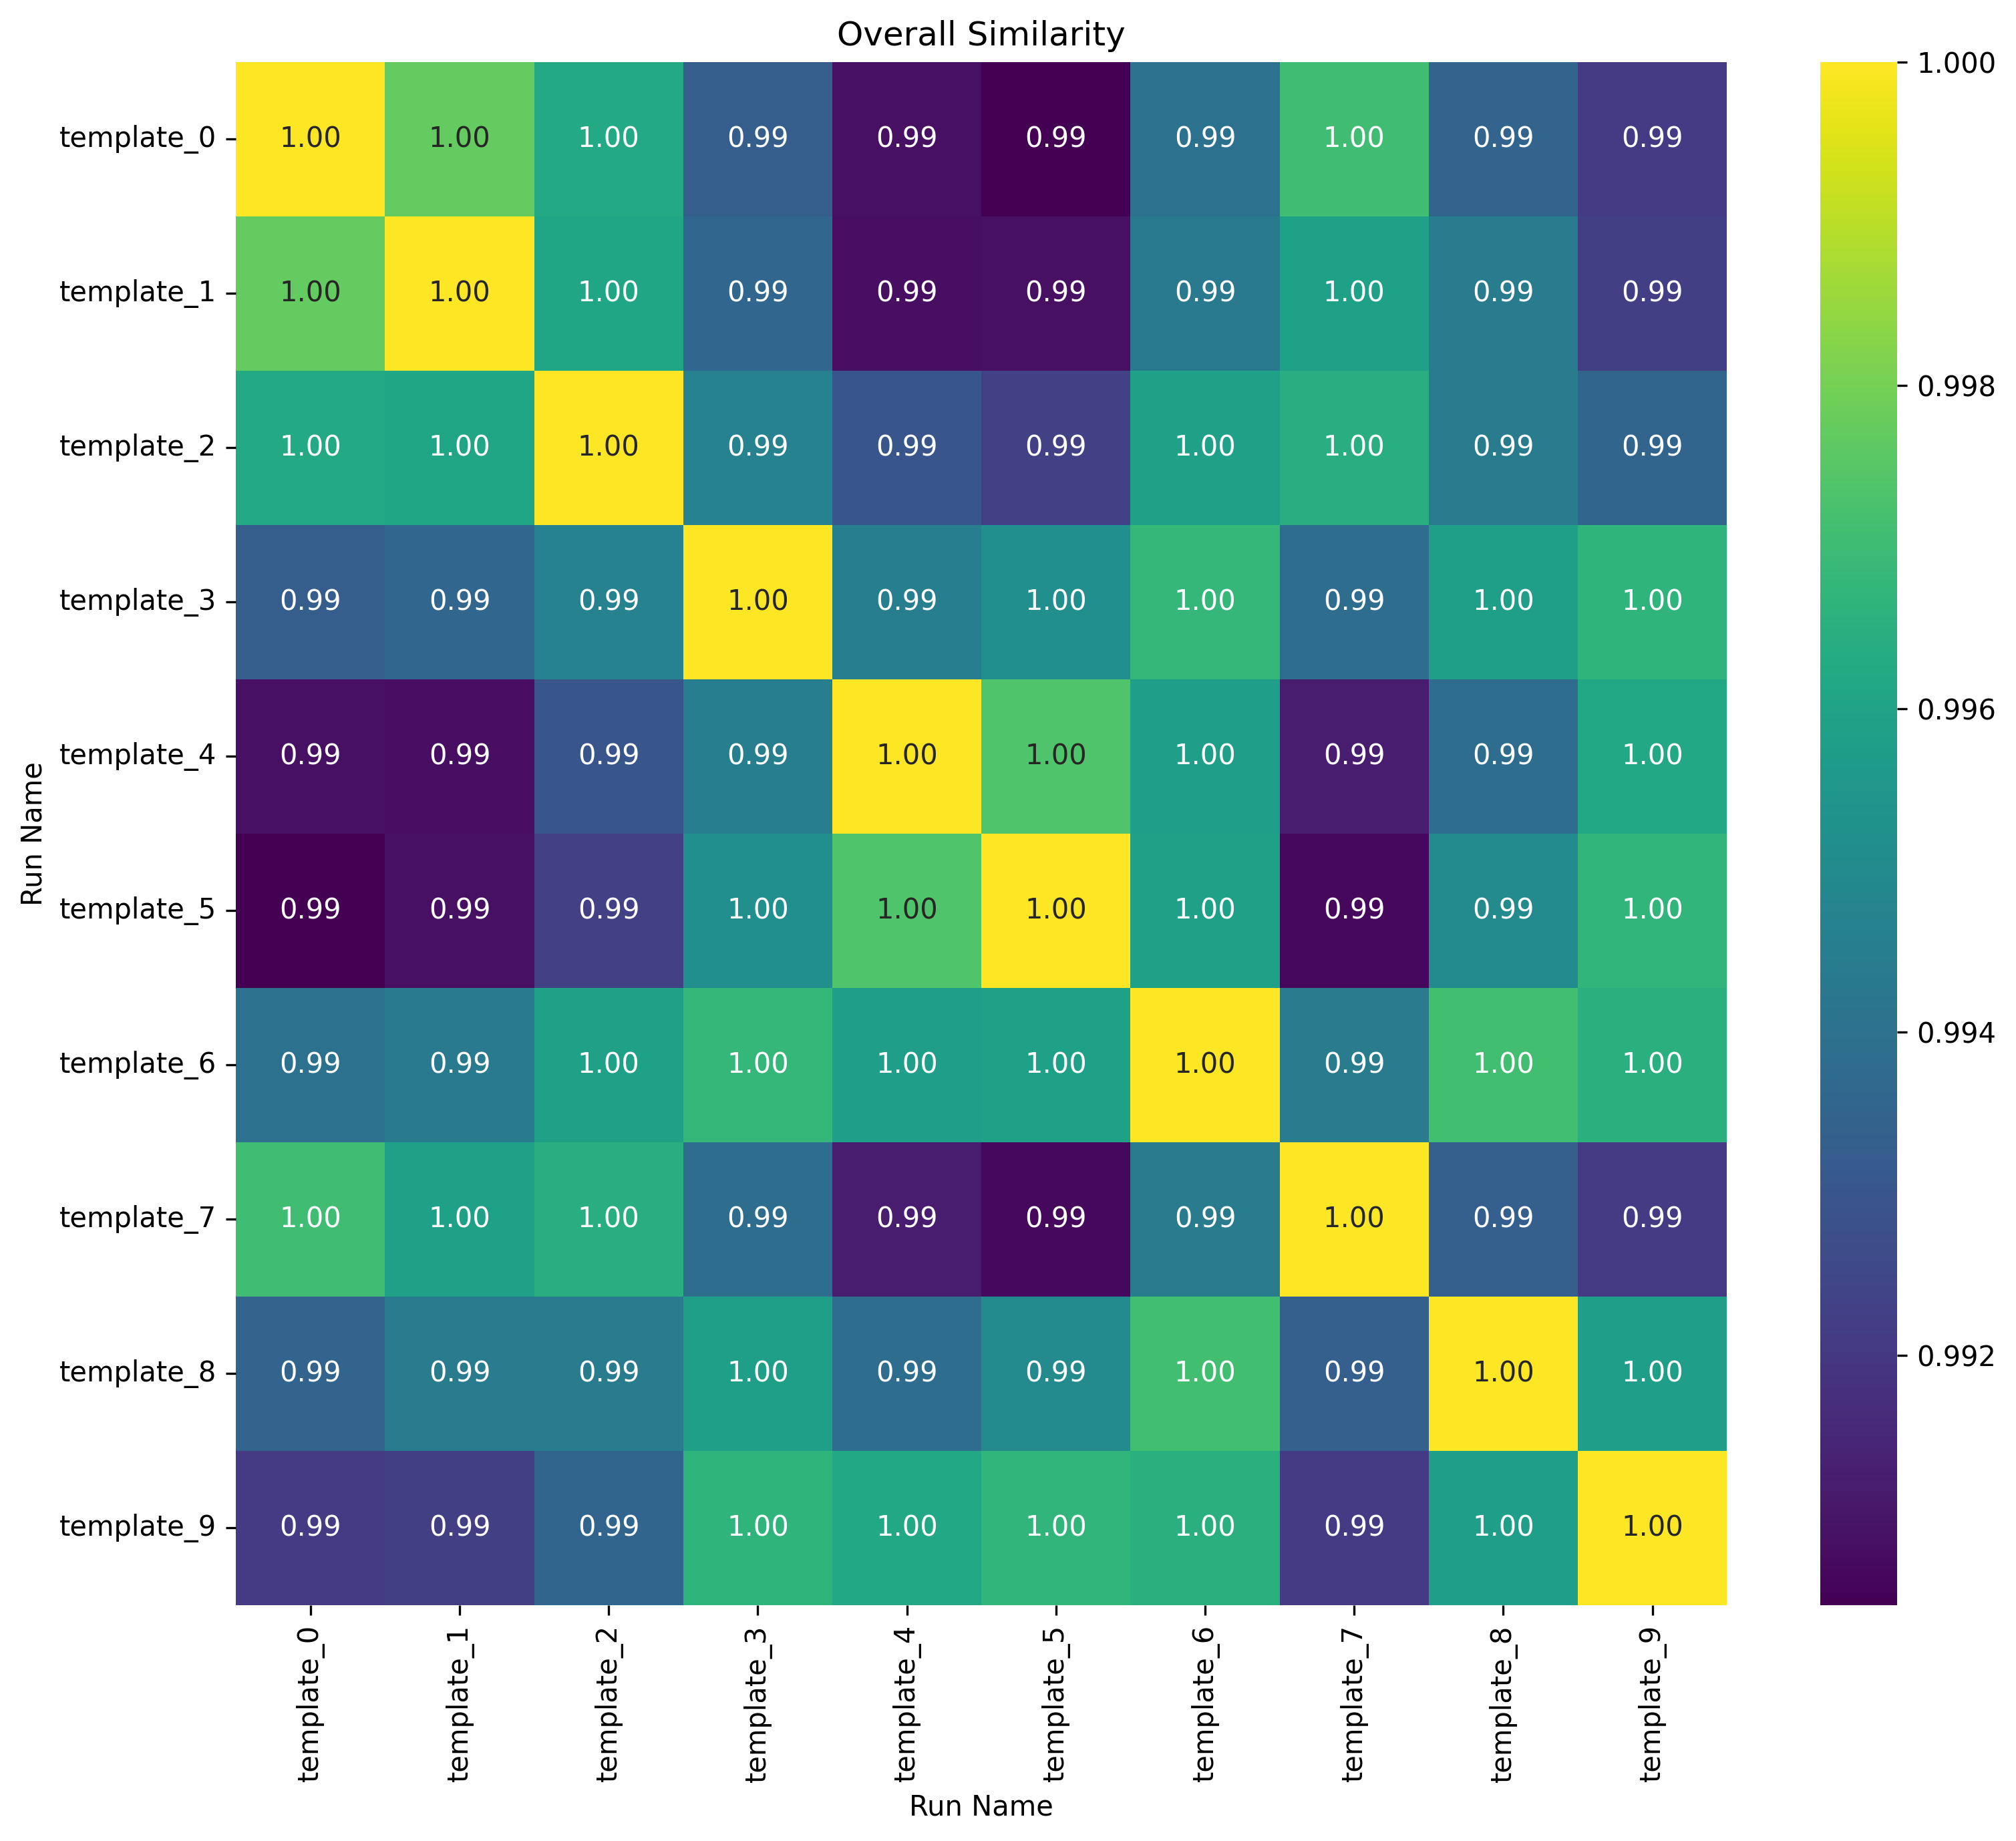 Overall Similarity
template_0 1.00 1.00 1.00 0.99 0.99 0.99 0.99 1.00 0.99 0.99
template_1 1.00 1.00 1.00 0.99 0.99 0.99 0.99 1.00 0.99 0.99
template_2 1.00 1.00 1.00 0.99 0.99 0.99 1.00 1.00 0.99 0.99
template_3 0.99 0.99 0.99 1.00 0.99 1.00 1.00 0.99 1.00 1.00
template_4 0.99 0.99 0.99 0.99 1.00 1.00 1.00 0.99 0.99 1.00
template_5 0.99 0.99 0.99 1.00 1.00 1.00 1.00 0.99 0.99 1.00
template_6 0.99 0.99 1.00 1.00 1.00 1.00 1.00 0.99 1.00 1.00
template_7 1.00 1.00 1.00 0.99 0.99 0.99 0.99 1.00 0.99 0.99
template_8 0.99 0.99 0.99 1.00 0.99 0.99 1.00 0.99 1.00 1.00
template_9 0.99 0.99 0.99 1.00 1.00 1.00 1.00 0.99 1.00 1.00
Run Name
template_0 template_1 template_2 template_3 template_4 template_5 template_6 template_7 template_8 template_9
Run Name
1.000
0.998
0.996
0.994
0.992